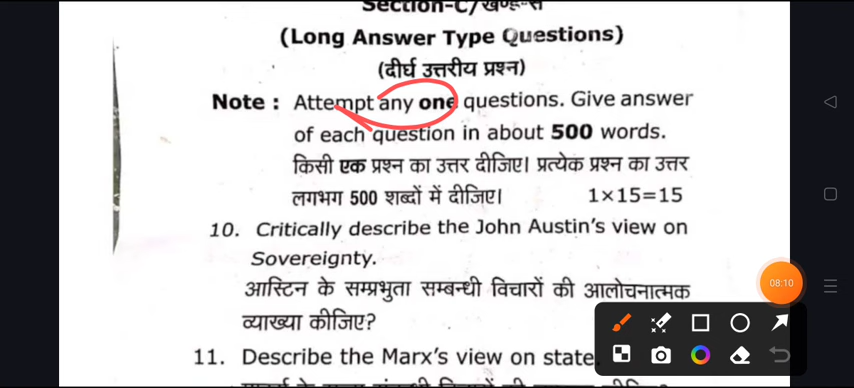 Section-C/खण्ड-स
(Long Answer Type Questions)
(दीर्घ उत्तरीय प्रश्न)
Note : Attempt any one questions. Give answer
of each question in about 500 words.
किसी एक प्रश्न का उत्तर दीजिए। प्रत्येक प्रश्न का उत्तर
लगभग 500 शब्दों में दीजिए। 1×15=15
10. Critically describe the John Austin's view on
Sovereignty.
आस्टिन के सम्प्रभुता सम्बन्धी विचारों की आलोचनात्मक
व्याख्या कीजिए?
08:10
11. Describe the Marx's view on state.